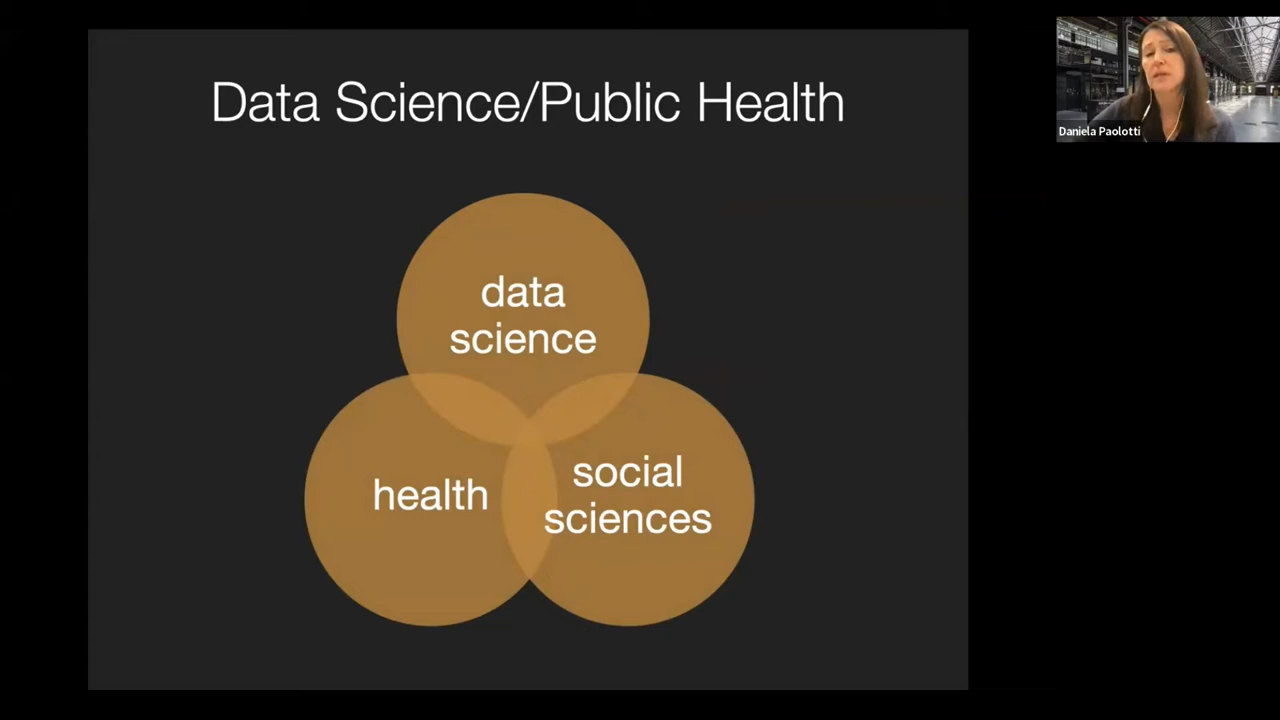 Data Science/Public Health
Daniela Paolotti
data
science
health
social
sciences